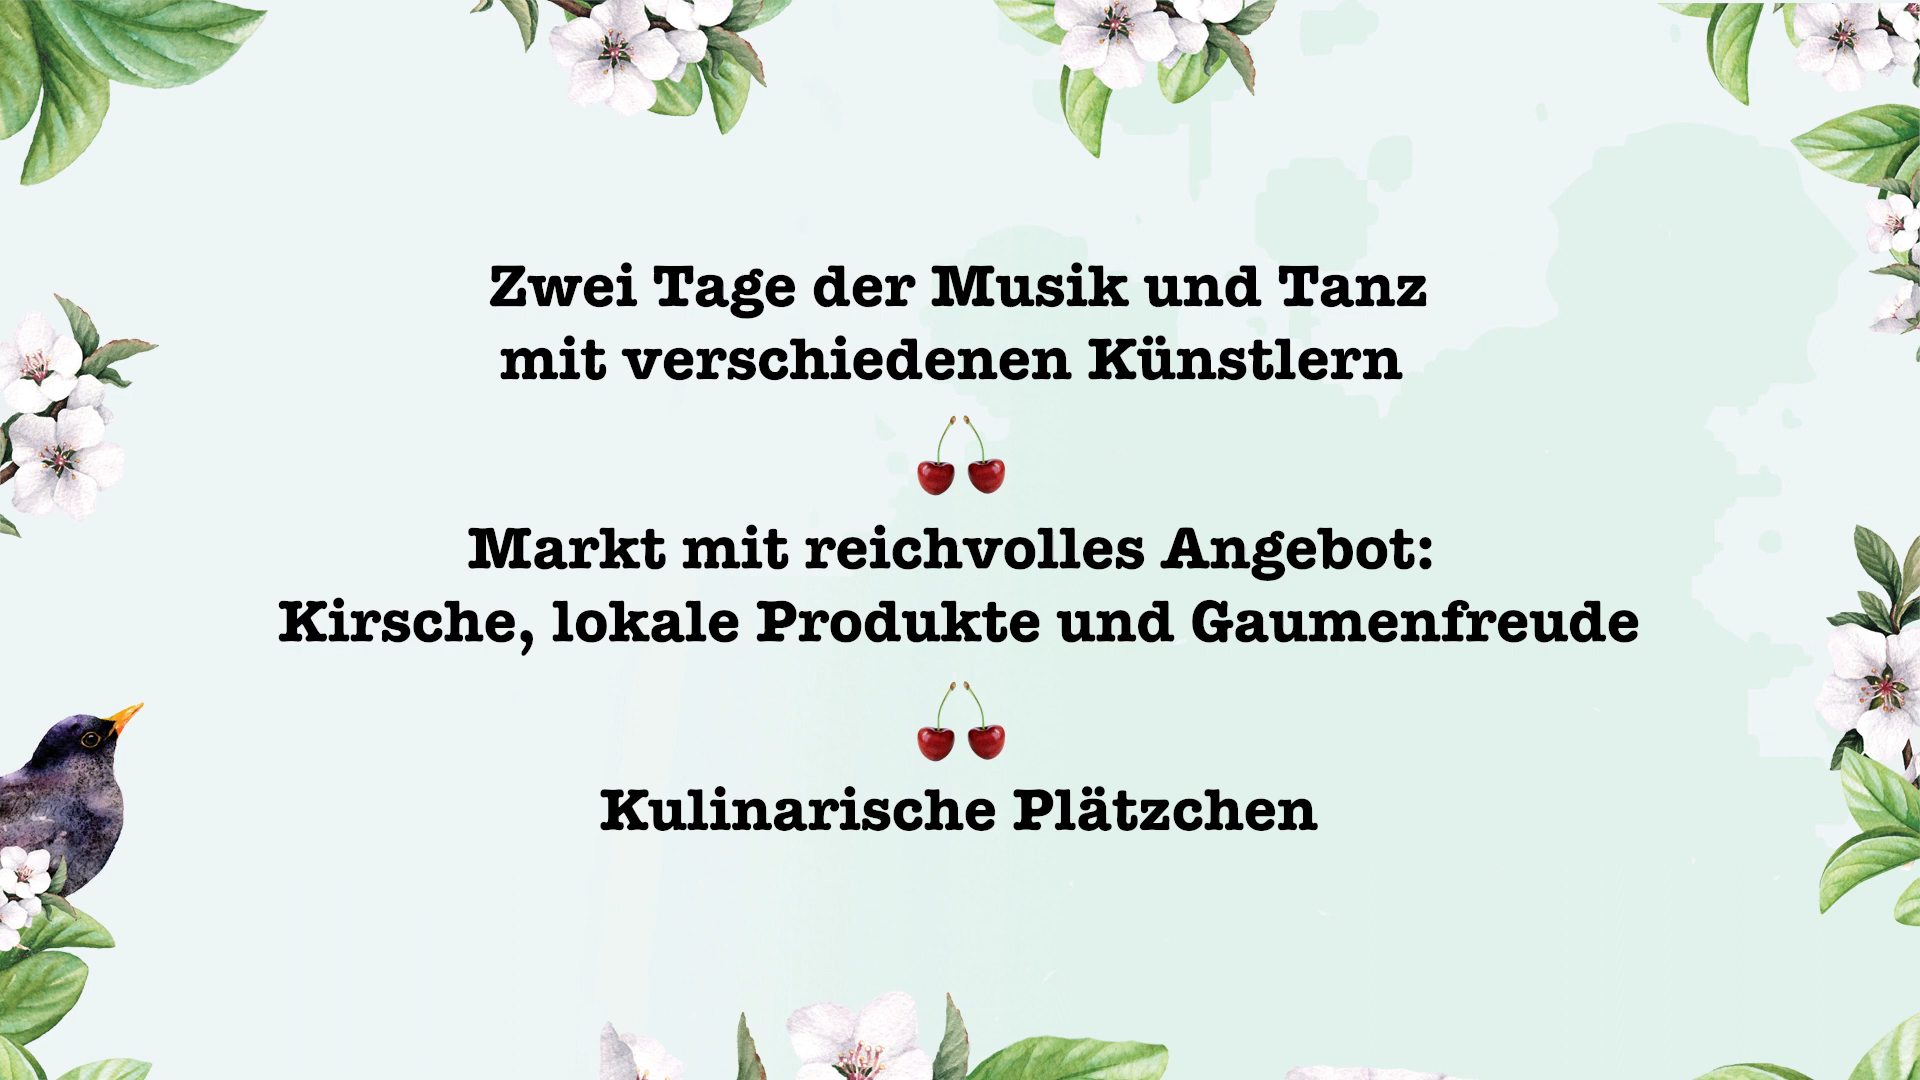 Zwei Tage der Musik und Tanz
mit verschiedenen Künstlern
Markt mit reichvolles Angebot:
Kirsche, lokale Produkte und Gaumenfreude
Kulinarische Plätzchen